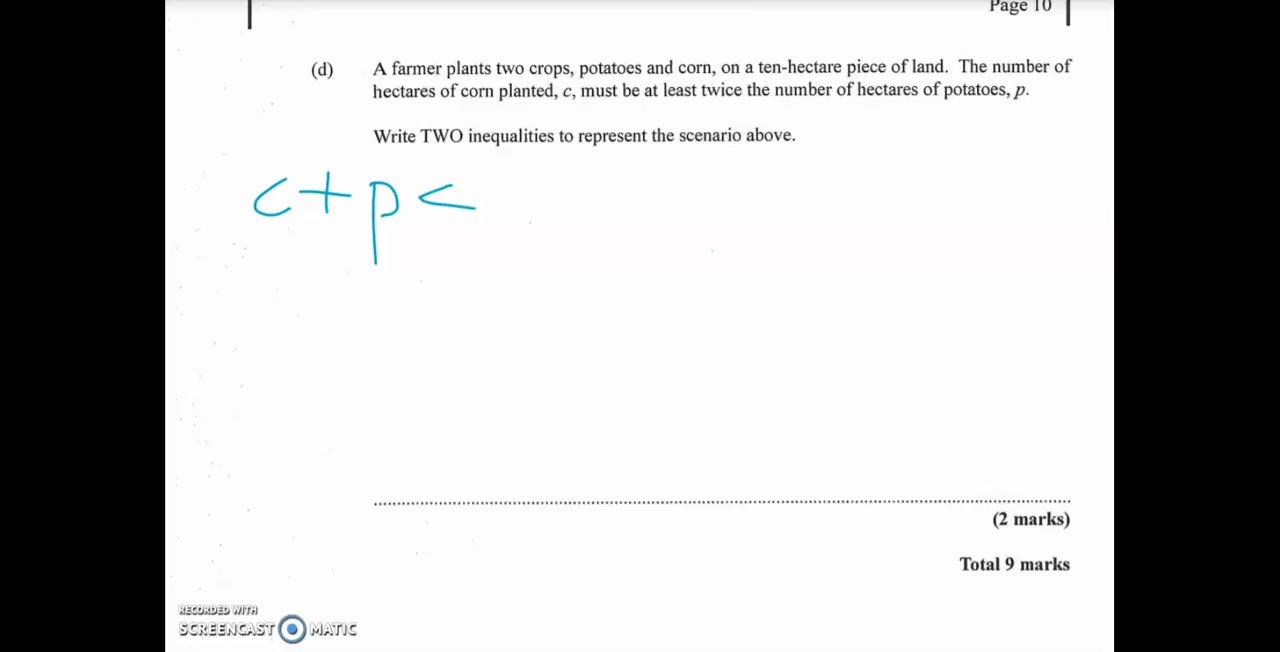 Page 10
(d) A farmer plants two crops, potatoes and corn, on a ten-hectare piece of land. The number of
hectares of corn planted, c, must be at least twice the number of hectares of potatoes, p.
Write TWO inequalities to represent the scenario above.
c + p <
(2 marks)
Total 9 marks
RECORDED WITH
SCREENCAST MATIC